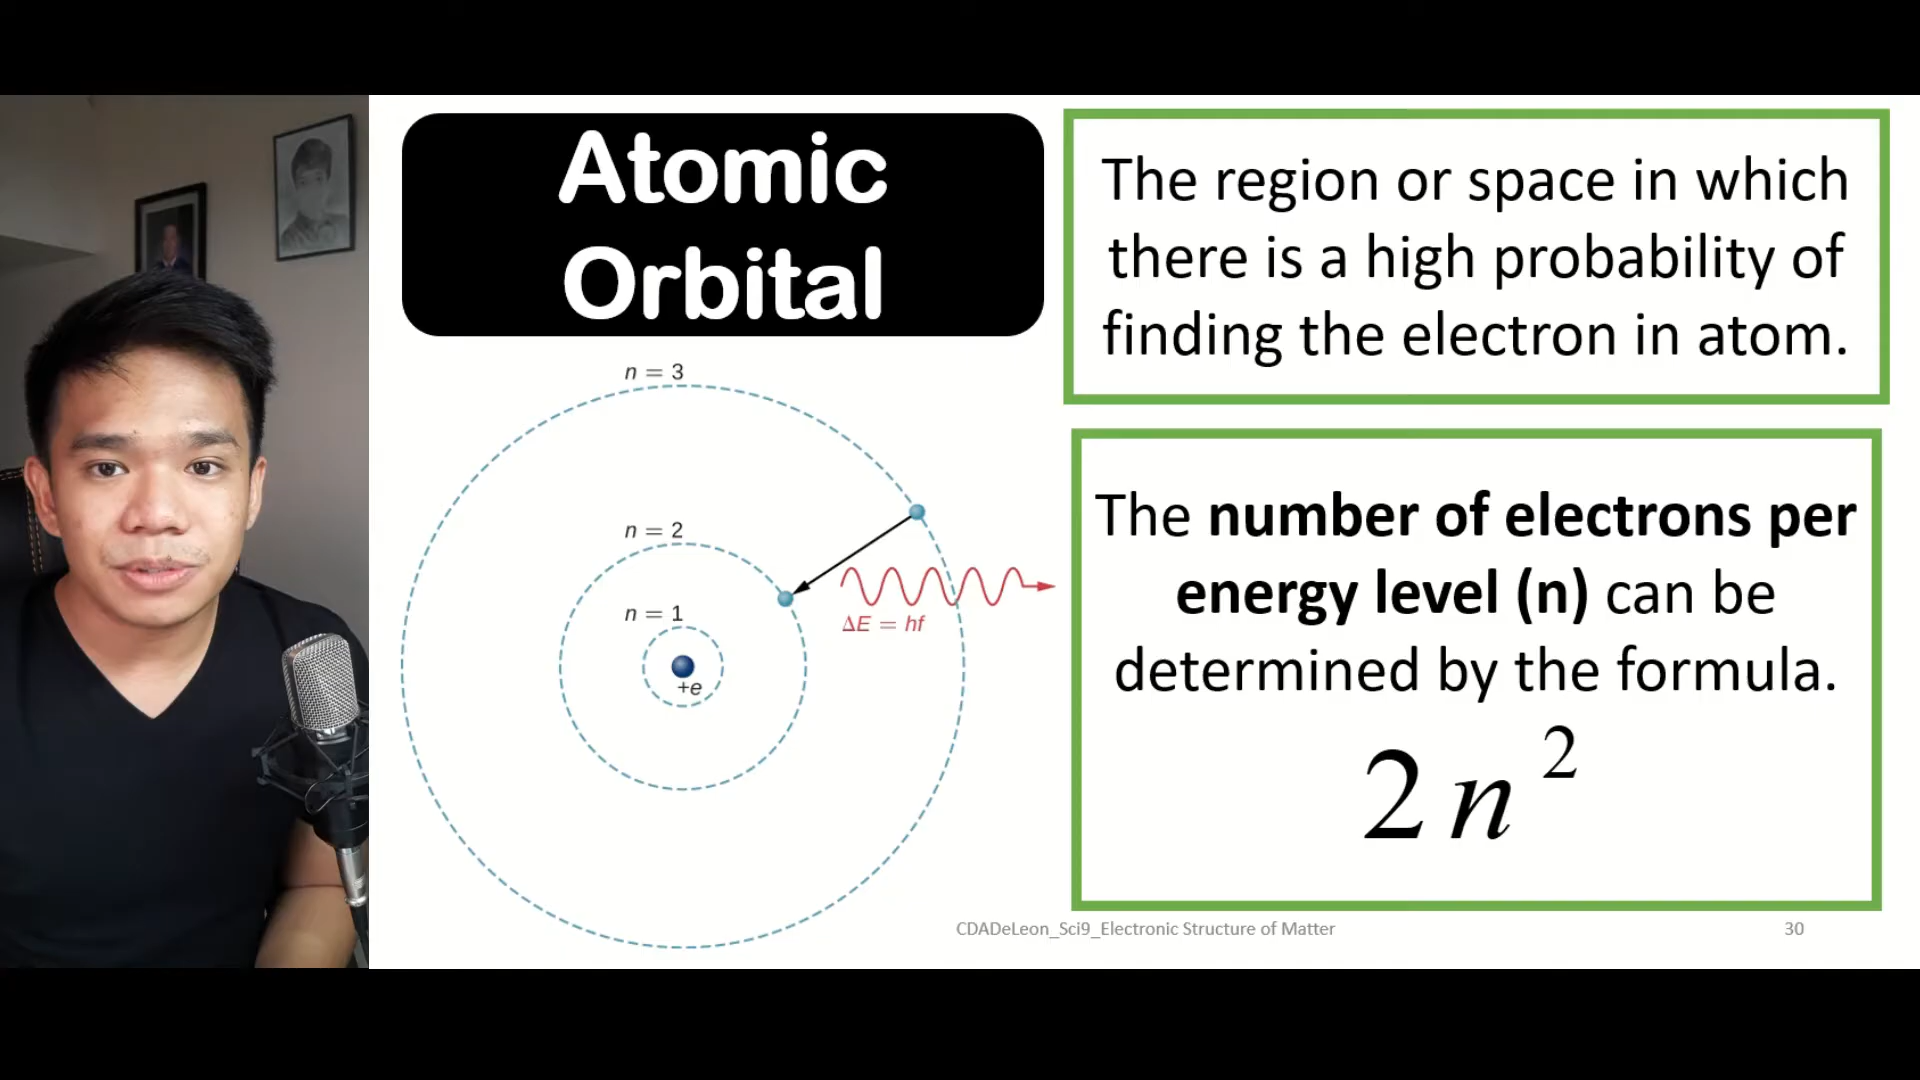 Atomic
Orbital
The region or space in which
there is a high probability of
finding the electron in atom.
n = 3
n = 2
n = 1
+e
ΔE = hf
The number of electrons per
energy level (n) can be
determined by the formula.
2n²
CDADeLeon_Sci9_Electronic Structure of Matter
30